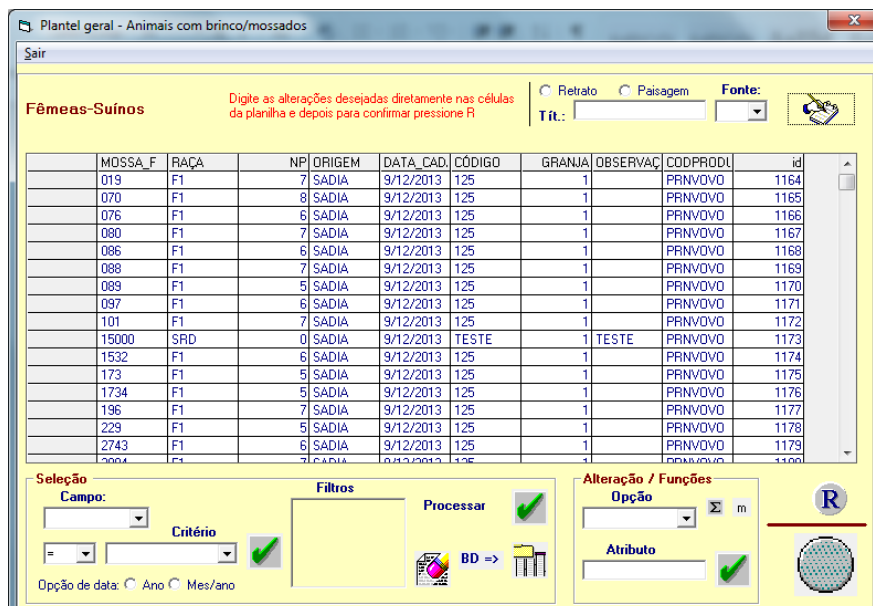 Plantel geral - Animais com brinco/mossados
Sair
Fêmeas-Suínos
Digite as alterações desejadas diretamente nas células
da planilha e depois para confirmar pressione R
Retrato Paisagem Fonte:
Tít.:
MOSSA_F RAÇA NP ORIGEM DATA_CAD. CÓDIGO GRANJA OBSERVAÇ CODPRODU id
019 F1 7 SADIA 9/12/2013 125 1 PRNVOVO 1164
070 F1 8 SADIA 9/12/2013 125 1 PRNVOVO 1165
076 F1 6 SADIA 9/12/2013 125 1 PRNVOVO 1166
080 F1 7 SADIA 9/12/2013 125 1 PRNVOVO 1167
086 F1 6 SADIA 9/12/2013 125 1 PRNVOVO 1168
088 F1 7 SADIA 9/12/2013 125 1 PRNVOVO 1169
089 F1 5 SADIA 9/12/2013 125 1 PRNVOVO 1170
097 F1 6 SADIA 9/12/2013 125 1 PRNVOVO 1171
101 F1 7 SADIA 9/12/2013 125 1 PRNVOVO 1172
15000 SRD 0 SADIA 9/12/2013 TESTE 1 TESTE PRNVOVO 1173
1532 F1 6 SADIA 9/12/2013 125 1 PRNVOVO 1174
173 F1 5 SADIA 9/12/2013 125 1 PRNVOVO 1175
1734 F1 5 SADIA 9/12/2013 125 1 PRNVOVO 1176
196 F1 7 SADIA 9/12/2013 125 1 PRNVOVO 1177
229 F1 5 SADIA 9/12/2013 125 1 PRNVOVO 1178
2743 F1 6 SADIA 9/12/2013 125 1 PRNVOVO 1179
Seleção
Campo:
Critério
=
Opção de data: Ano Mes/ano
Filtros
Processar
BD =>
Alteração / Funções
Opção
Σ m
Atributo
R